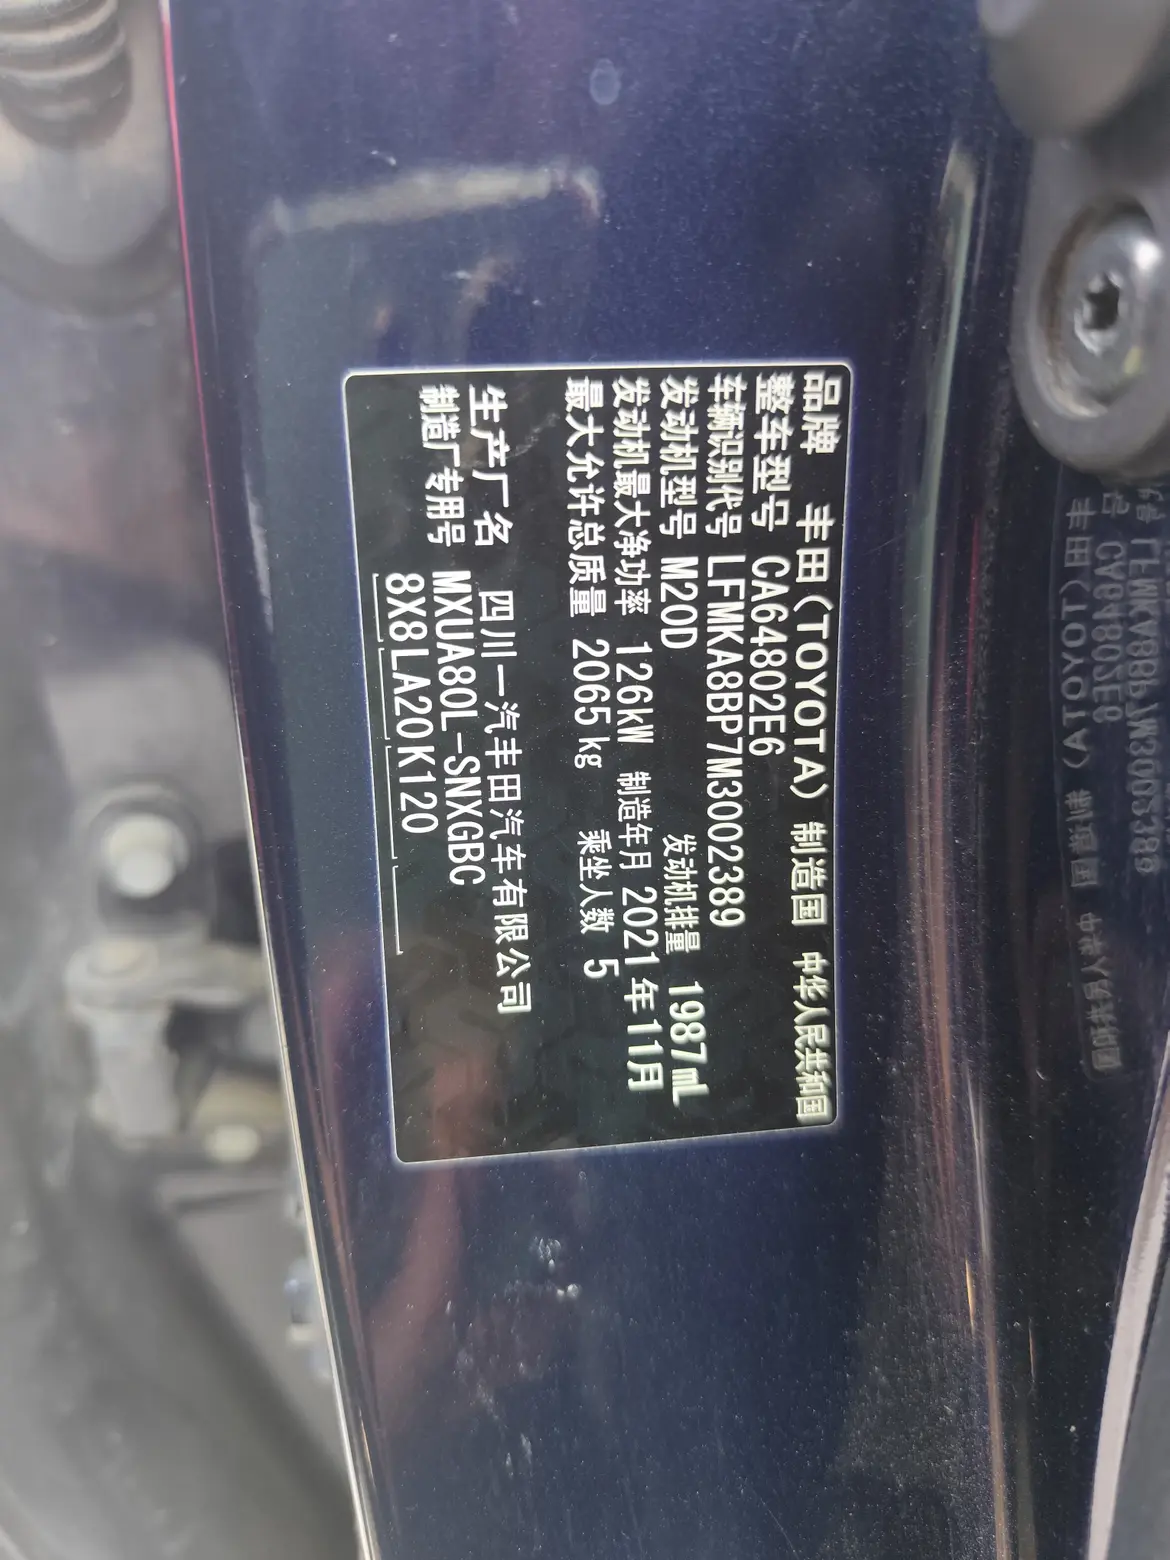 品牌 丰田(TOYOTA) 制造国 中华人民共和国
整车型号 CA64802E6
车辆识别代号 LFMKA8BP7M3002389
发动机型号 M20D 发动机排量 1987mL
发动机最大净功率 126kW 制造年月 2021年11月
最大允许总质量 2065kg 乘坐人数 5
生产厂名 四川一汽丰田汽车有限公司
制造厂专用号 MXUA80L-SNXGBC
8X8LA20K120